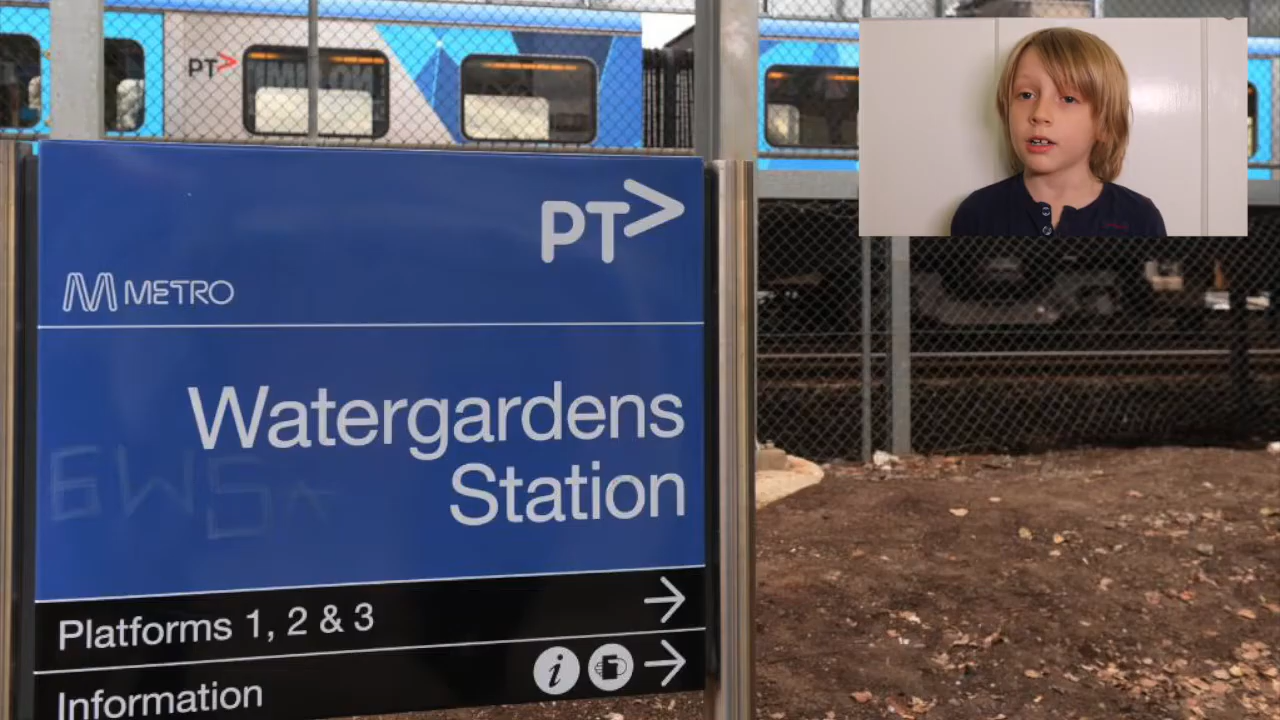 PT>
PT>
METRO
Watergardens
Station
Platforms 1, 2 & 3
Information